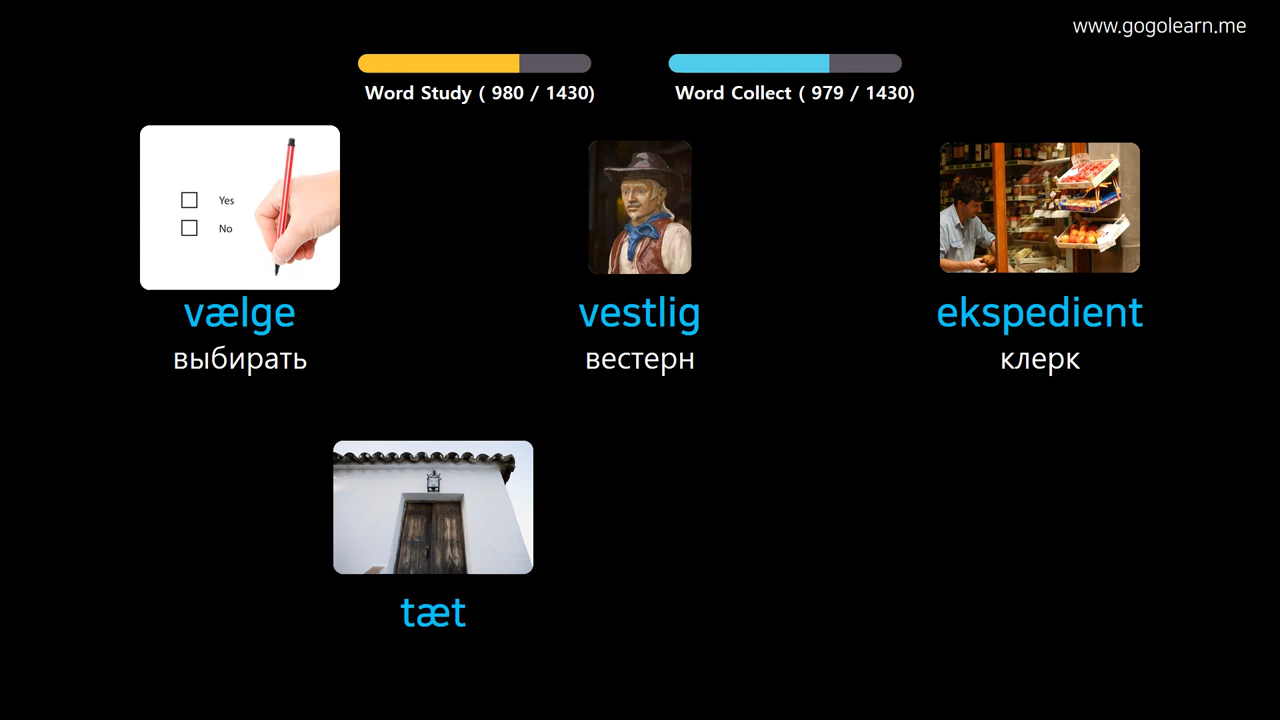 www.gogolearn.me
Word Study ( 980 / 1430)
Word Collect ( 979 / 1430)
Yes
No
vælge
выбирать
vestlig
вестерн
ekspedient
клерк
tæt